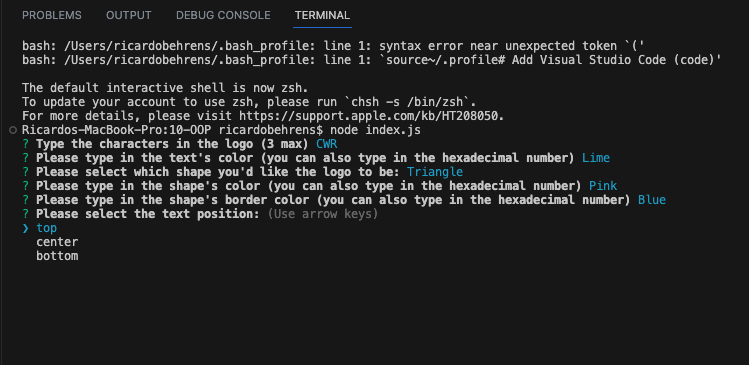 PROBLEMS OUTPUT DEBUG CONSOLE TERMINAL
bash: /Users/ricardobehrens/.bash_profile: line 1: syntax error near unexpected token `('
bash: /Users/ricardobehrens/.bash_profile: line 1: `source~/.profile# Add Visual Studio Code (code)'
The default interactive shell is now zsh.
To update your account to use zsh, please run `chsh -s /bin/zsh`.
For more details, please visit https://support.apple.com/kb/HT208050.
Ricardos-MacBook-Pro:10-OOP ricardobehrens$ node index.js
? Type the characters in the logo (3 max) CWR
? Please type in the text's color (you can also type in the hexadecimal number) Lime
? Please select which shape you'd like the logo to be: Triangle
? Please type in the shape's color (you can also type in the hexadecimal number) Pink
? Please type in the shape's border color (you can also type in the hexadecimal number) Blue
? Please select the text position: (Use arrow keys)
❯ top
center
bottom